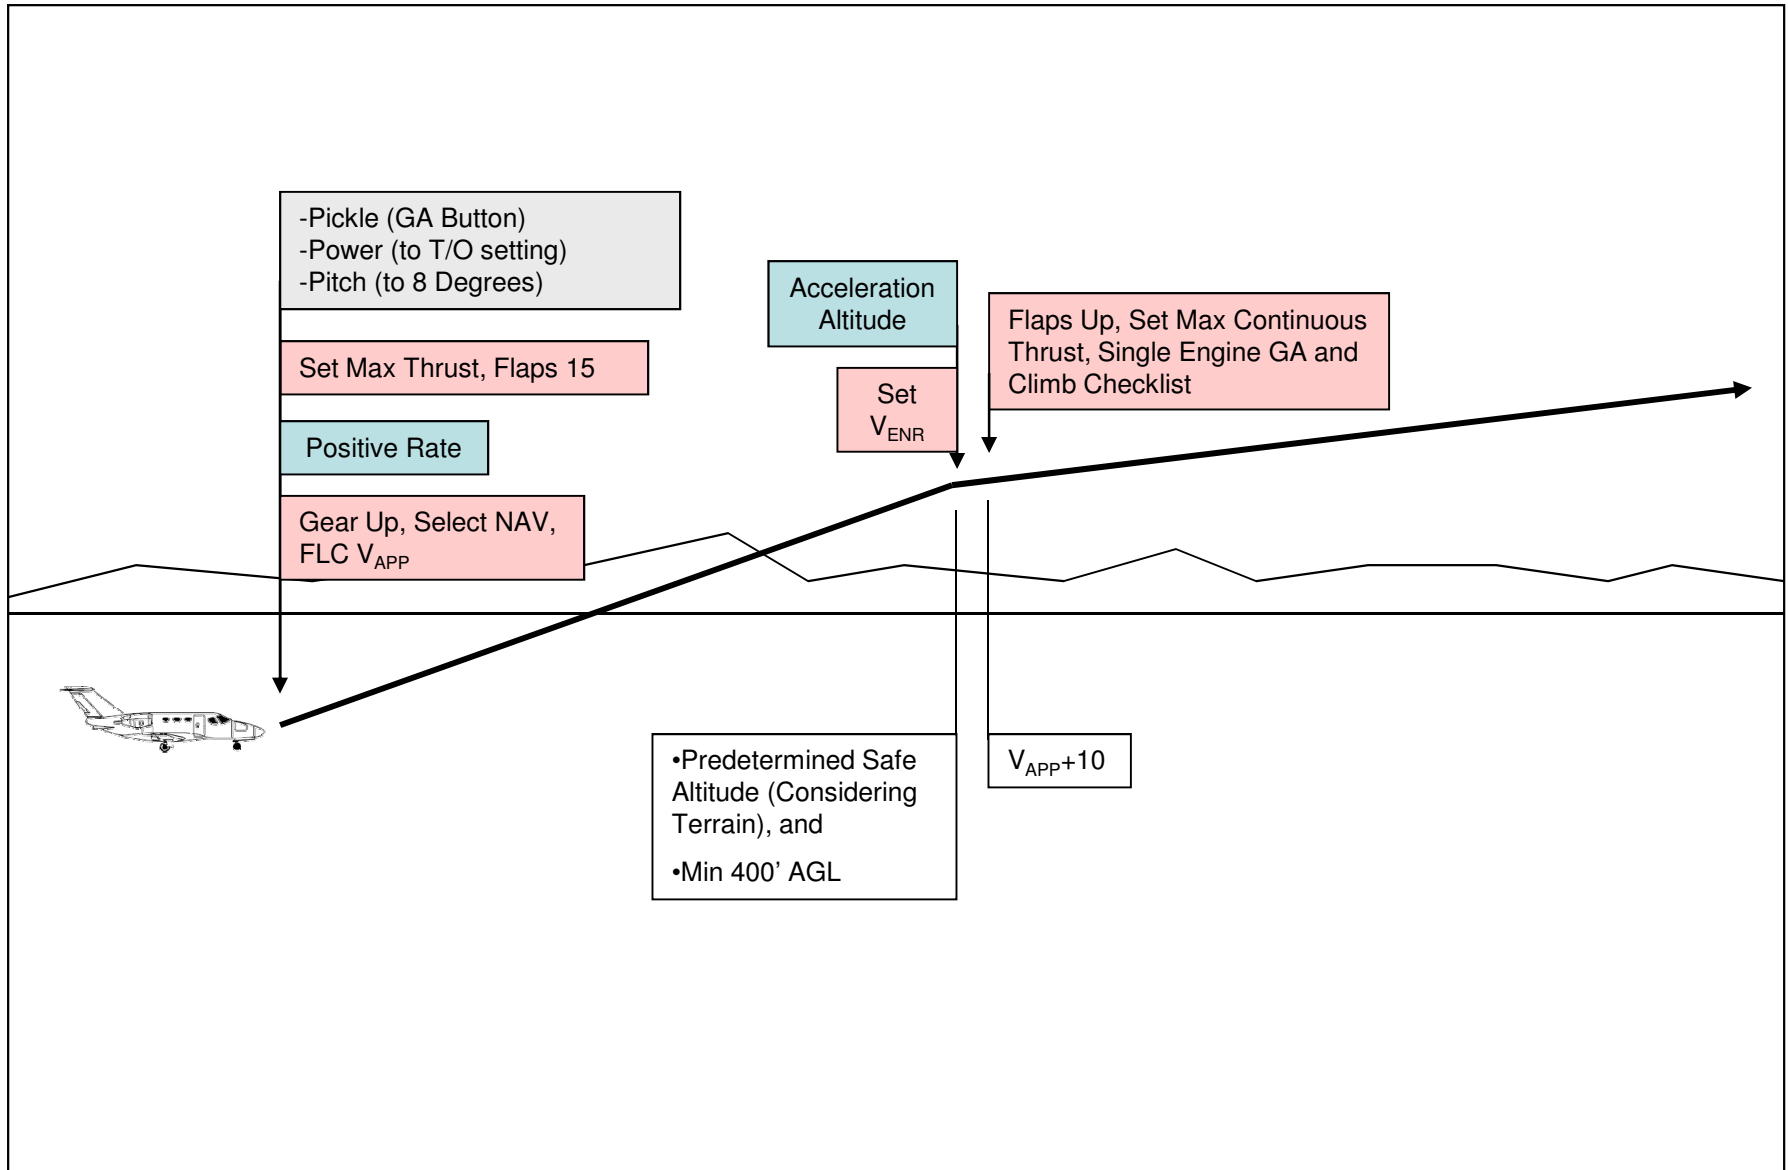 -Pickle (GA Button)
-Power (to T/O setting)
-Pitch (to 8 Degrees)
Set Max Thrust, Flaps 15
Positive Rate
Gear Up, Select NAV,
FLC VAPP
Acceleration
Altitude
Set
VENR
Flaps Up, Set Max Continuous
Thrust, Single Engine GA and
Climb Checklist
•Predetermined Safe
Altitude (Considering
Terrain), and
•Min 400’ AGL
VAPP+10